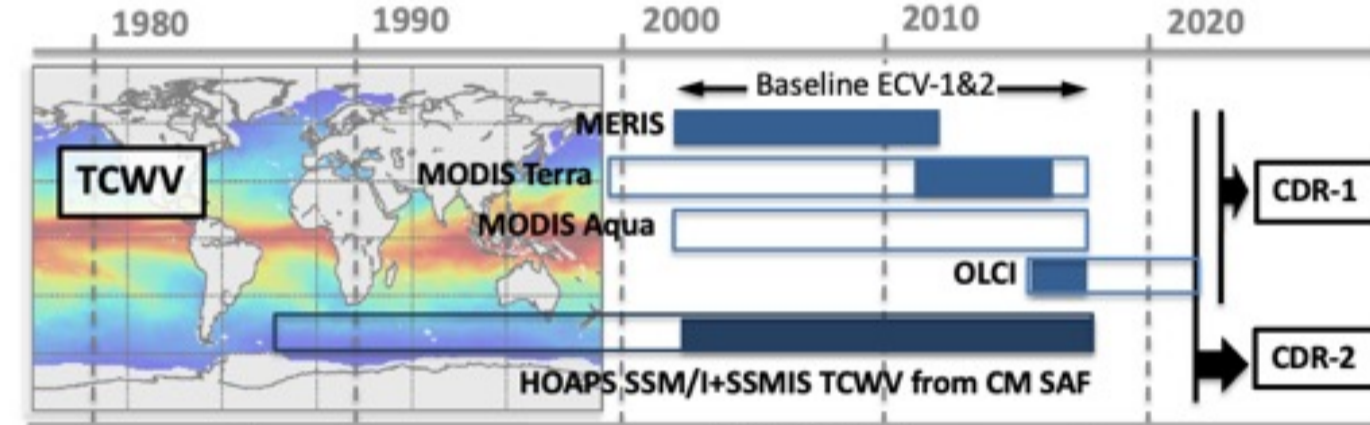 1980 1990 2000 2010 2020
Baseline ECV-1&2
MERIS
TCWV
MODIS Terra
CDR-1
MODIS Aqua
OLCI
CDR-2
HOAPS SSM/I+SSMIS TCWV from CM SAF